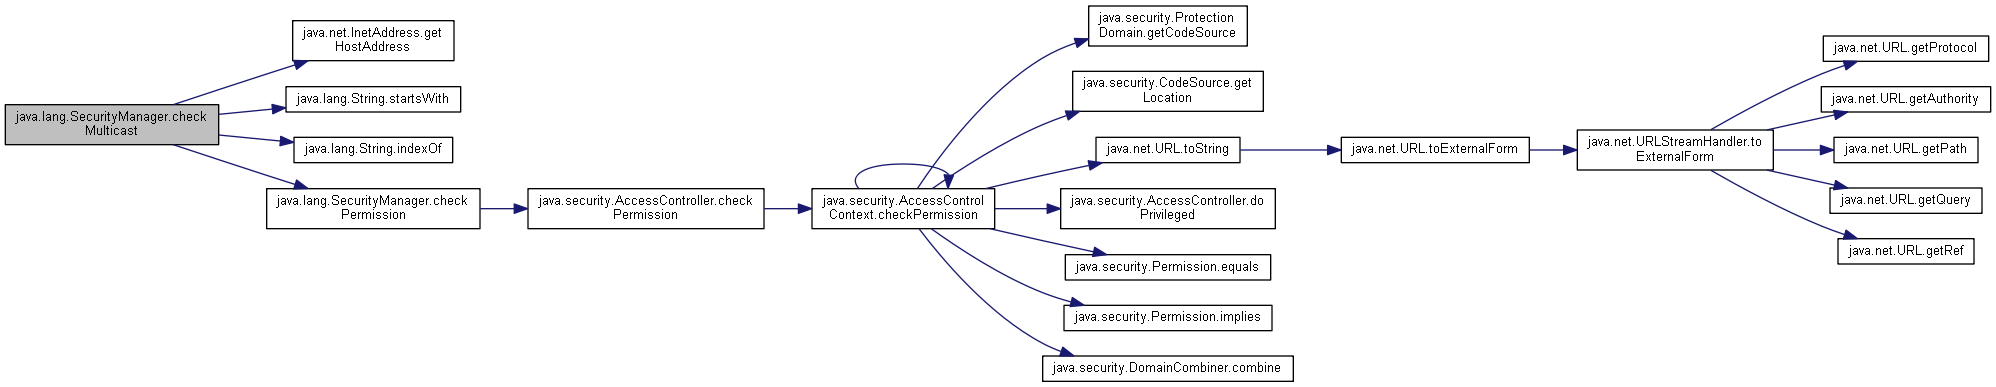 java.lang.SecurityManager.check
Multicast
java.net.InetAddress.get
HostAddress
java.lang.String.startsWith
java.lang.String.indexOf
java.lang.SecurityManager.check
Permission
java.security.AccessController.check
Permission
java.security.AccessControl
Context.checkPermission
java.security.Protection
Domain.getCodeSource
java.security.CodeSource.get
Location
java.net.URL.toString
java.security.AccessController.do
Privileged
java.security.Permission.equals
java.security.Permission.implies
java.security.DomainCombiner.combine
java.net.URL.toExternalForm
java.net.URLStreamHandler.to
ExternalForm
java.net.URL.getProtocol
java.net.URL.getAuthority
java.net.URL.getPath
java.net.URL.getQuery
java.net.URL.getRef